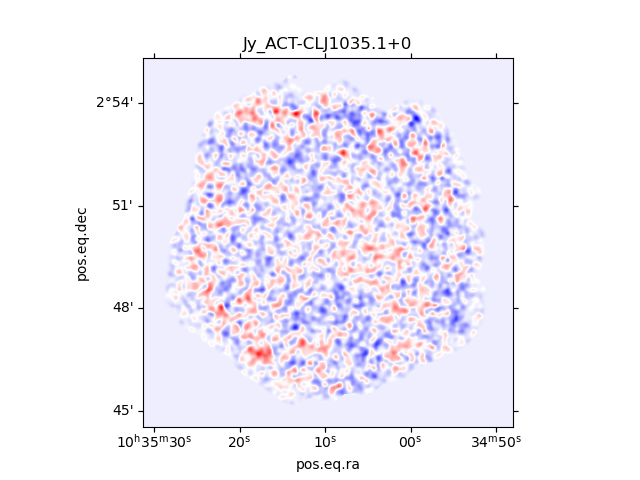 Jy_ACT-CLJ1035.1+0
2°54'
51'
48'
45'
pos.eq.dec
10ʰ35ᵐ30ˢ 20ˢ 10ˢ 00ˢ 34ᵐ50ˢ
pos.eq.ra